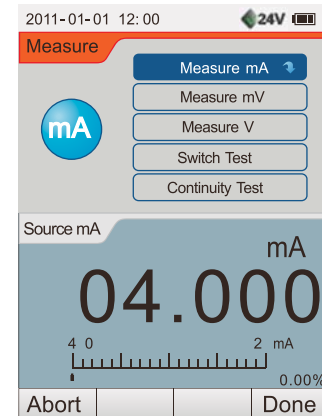 2011-01-01 12:00 24V
Measure
mA
Measure mA
Measure mV
Measure V
Switch Test
Continuity Test
Source mA
mA
04.000
4 0 2 mA
0.00%
Abort Done